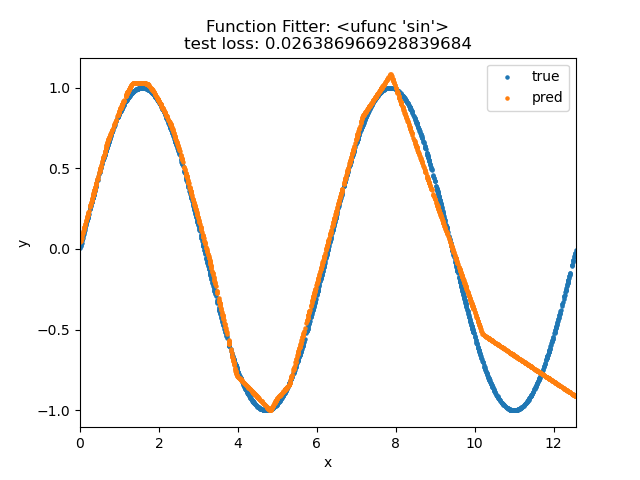 Function Fitter: <ufunc 'sin'>
test loss: 0.026386966928839684
true
pred
1.0
0.5
0.0
−0.5
−1.0
y
0 2 4 6 8 10 12
x